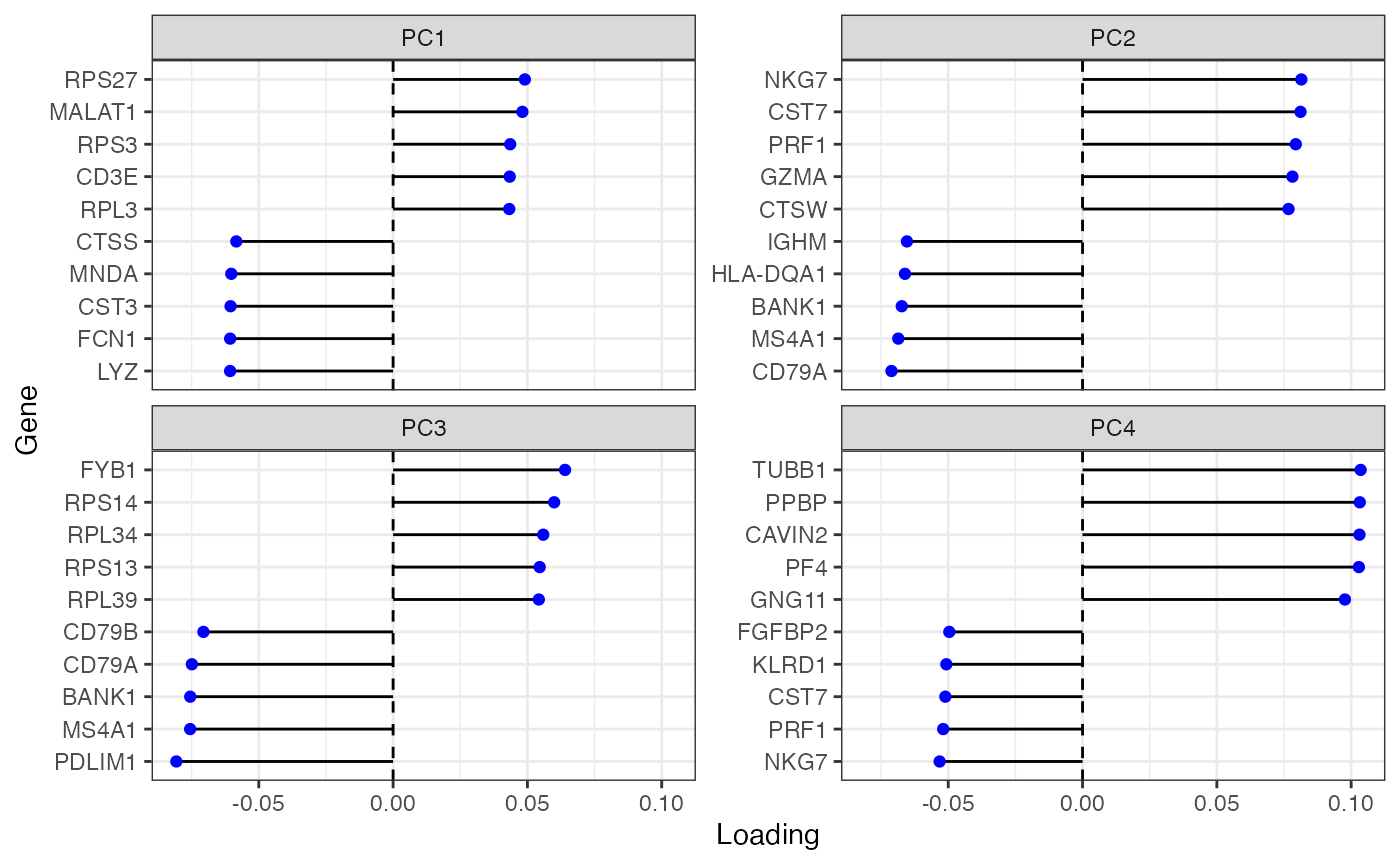 PC1
RPS27
MALAT1
RPS3
CD3E
RPL3
CTSS
MNDA
CST3
FCN1
LYZ
PC2
NKG7
CST7
PRF1
GZMA
CTSW
IGHM
HLA-DQA1
BANK1
MS4A1
CD79A
Gene
PC3
FYB1
RPS14
RPL34
RPS13
RPL39
CD79B
CD79A
BANK1
MS4A1
PDLIM1
-0.05 0.00 0.05 0.10
PC4
TUBB1
PPBP
CAVIN2
PF4
GNG11
FGFBP2
KLRD1
CST7
PRF1
NKG7
-0.05 0.00 0.05 0.10
Loading